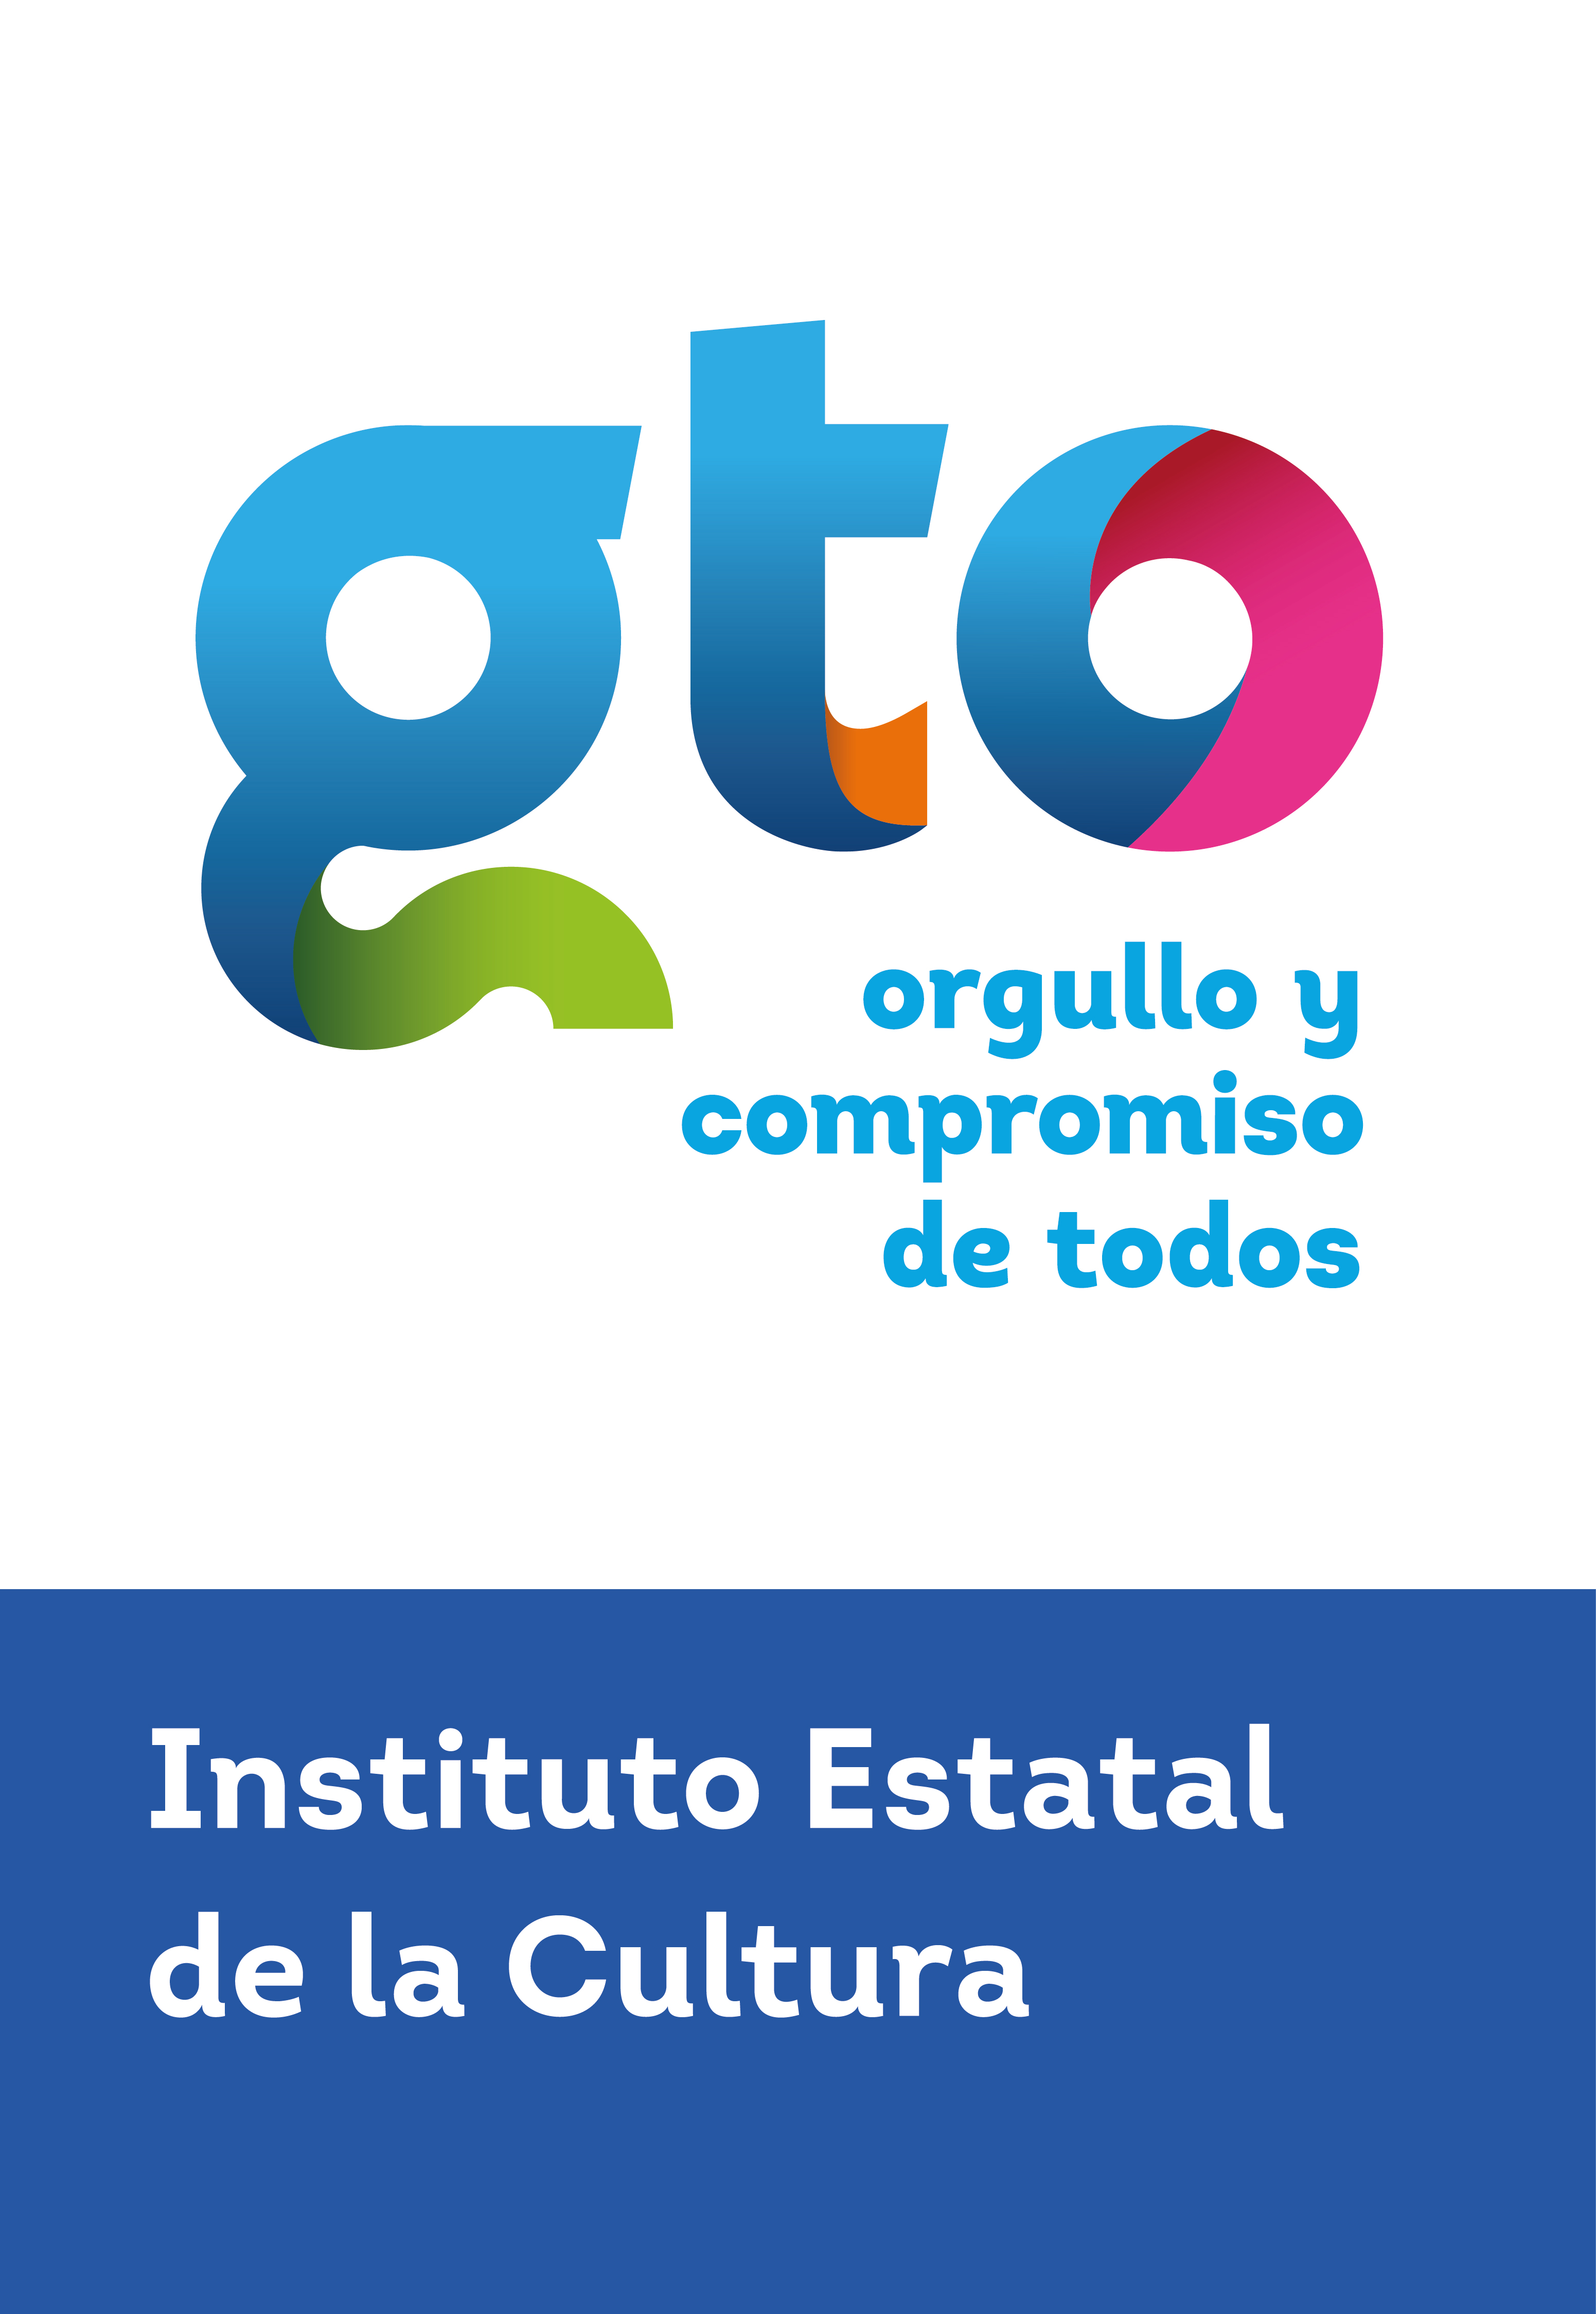 gto
orgullo y
compromiso
de todos
Instituto Estatal
de la Cultura